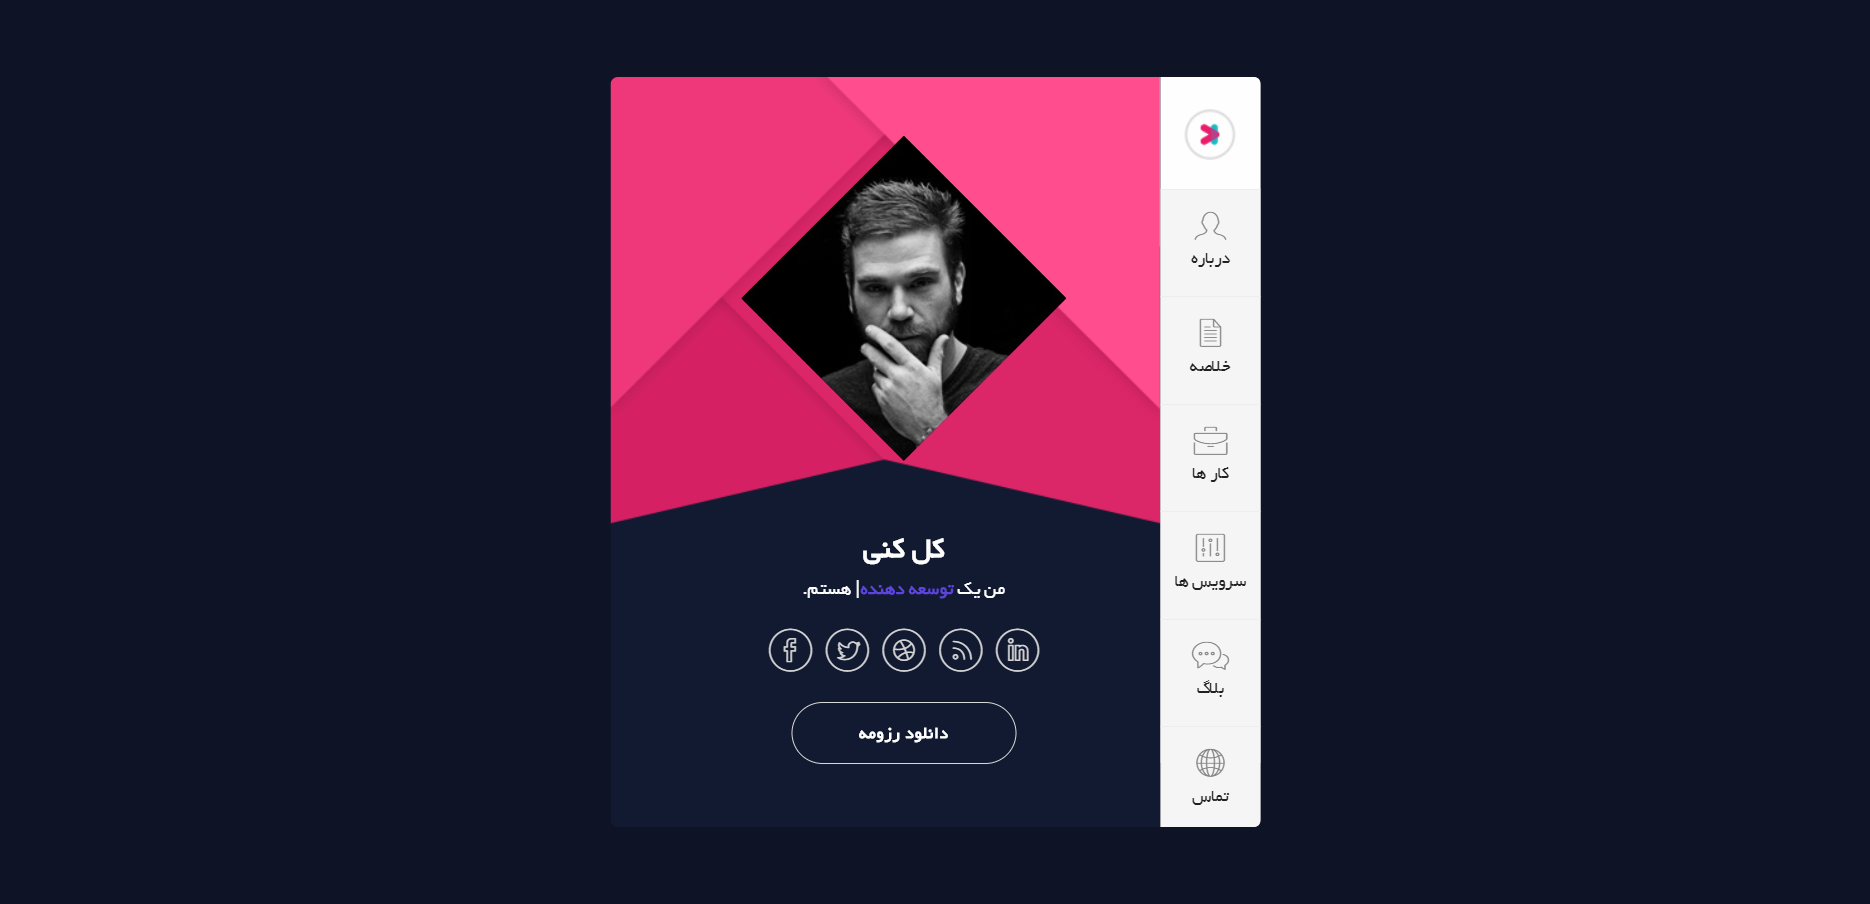 درباره
خلاصه
کار ها
سرویس ها
بلاگ
تماس
کل کنی
من یک توسعه دهنده| هستم.
دانلود رزومه